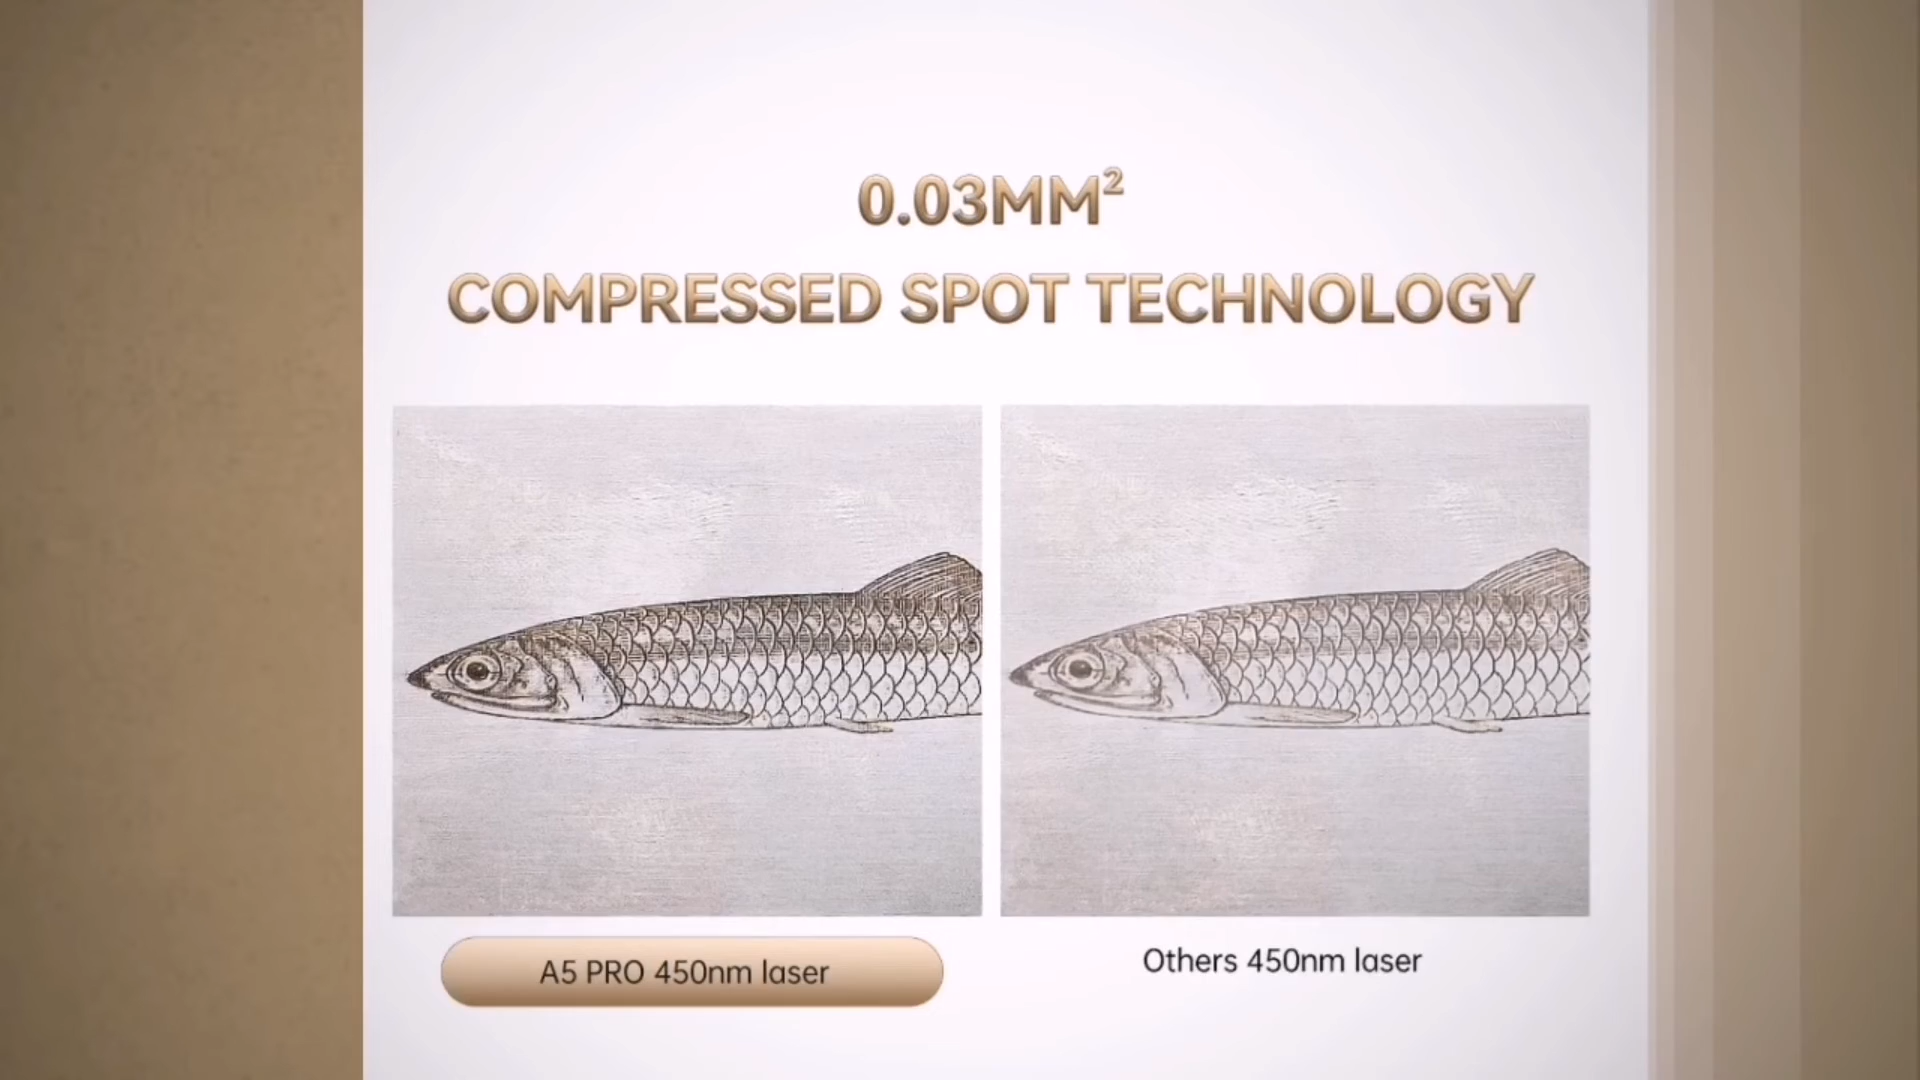 0.03MM²
COMPRESSED SPOT TECHNOLOGY
A5 PRO 450nm laser
Others 450nm laser